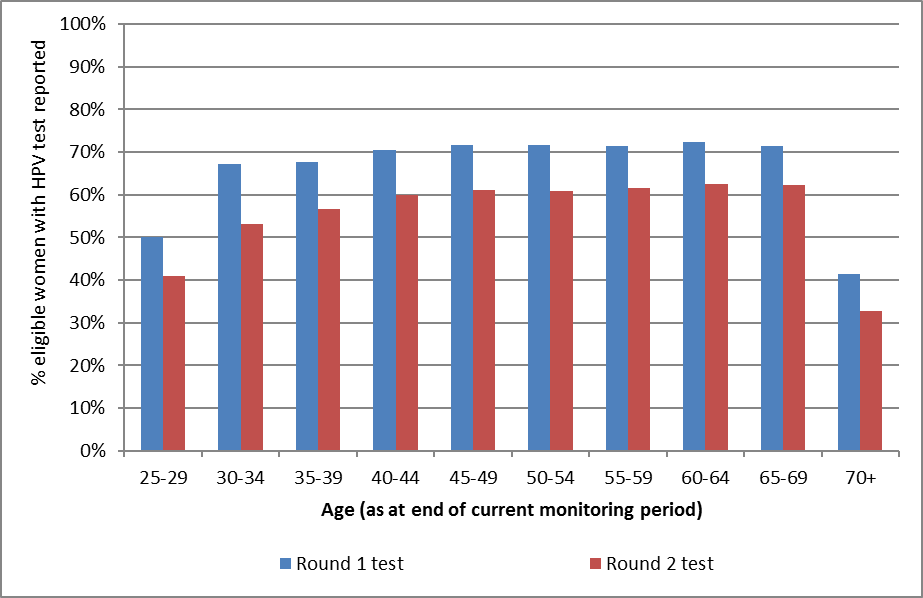 % eligible women with HPV test reported
100%
90%
80%
70%
60%
50%
40%
30%
20%
10%
0%
25-29 30-34 35-39 40-44 45-49 50-54 55-59 60-64 65-69 70+
Age (as at end of current monitoring period)
Round 1 test Round 2 test